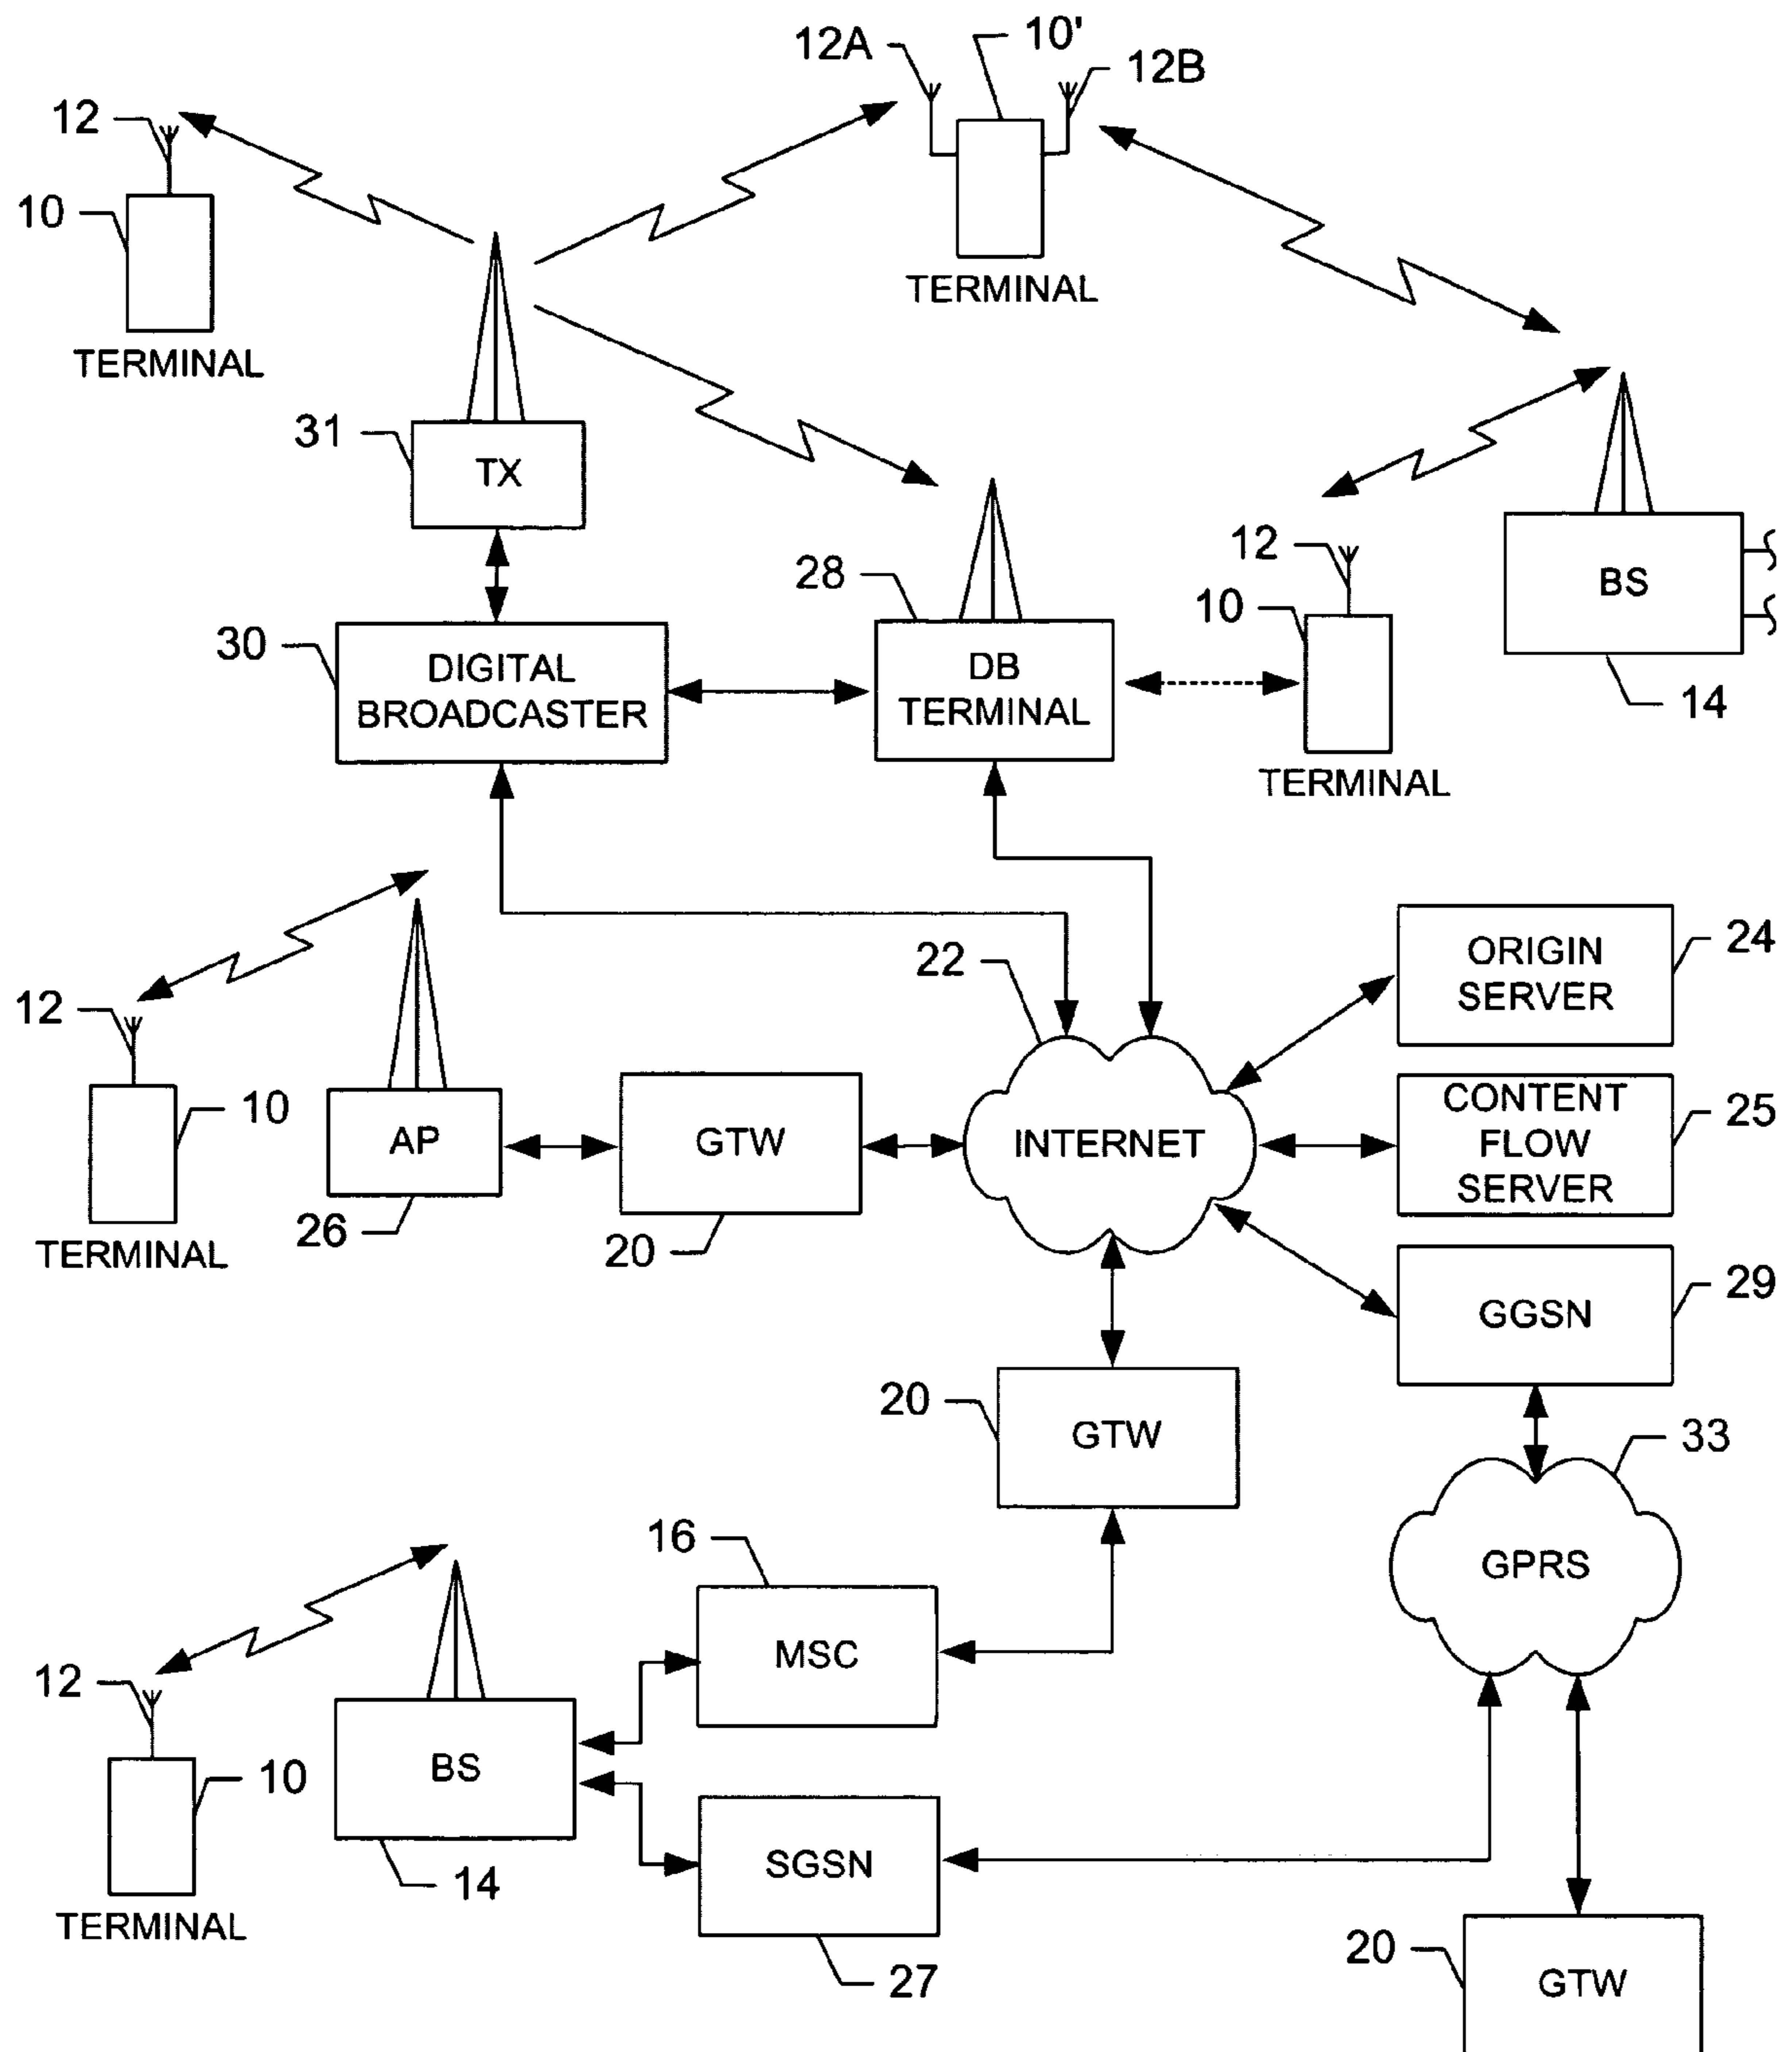 12A
10'
12B
12
10
TERMINAL
TERMINAL
31
TX
12
28
10
BS
30
DIGITAL
BROADCASTER
DB
TERMINAL
14
TERMINAL
22
ORIGIN
SERVER
24
12
10
AP
GTW
INTERNET
CONTENT
FLOW
SERVER
25
26
20
TERMINAL
GGSN
29
20
GTW
33
16
GPRS
12
MSC
10
BS
14
SGSN
TERMINAL
27
20
GTW